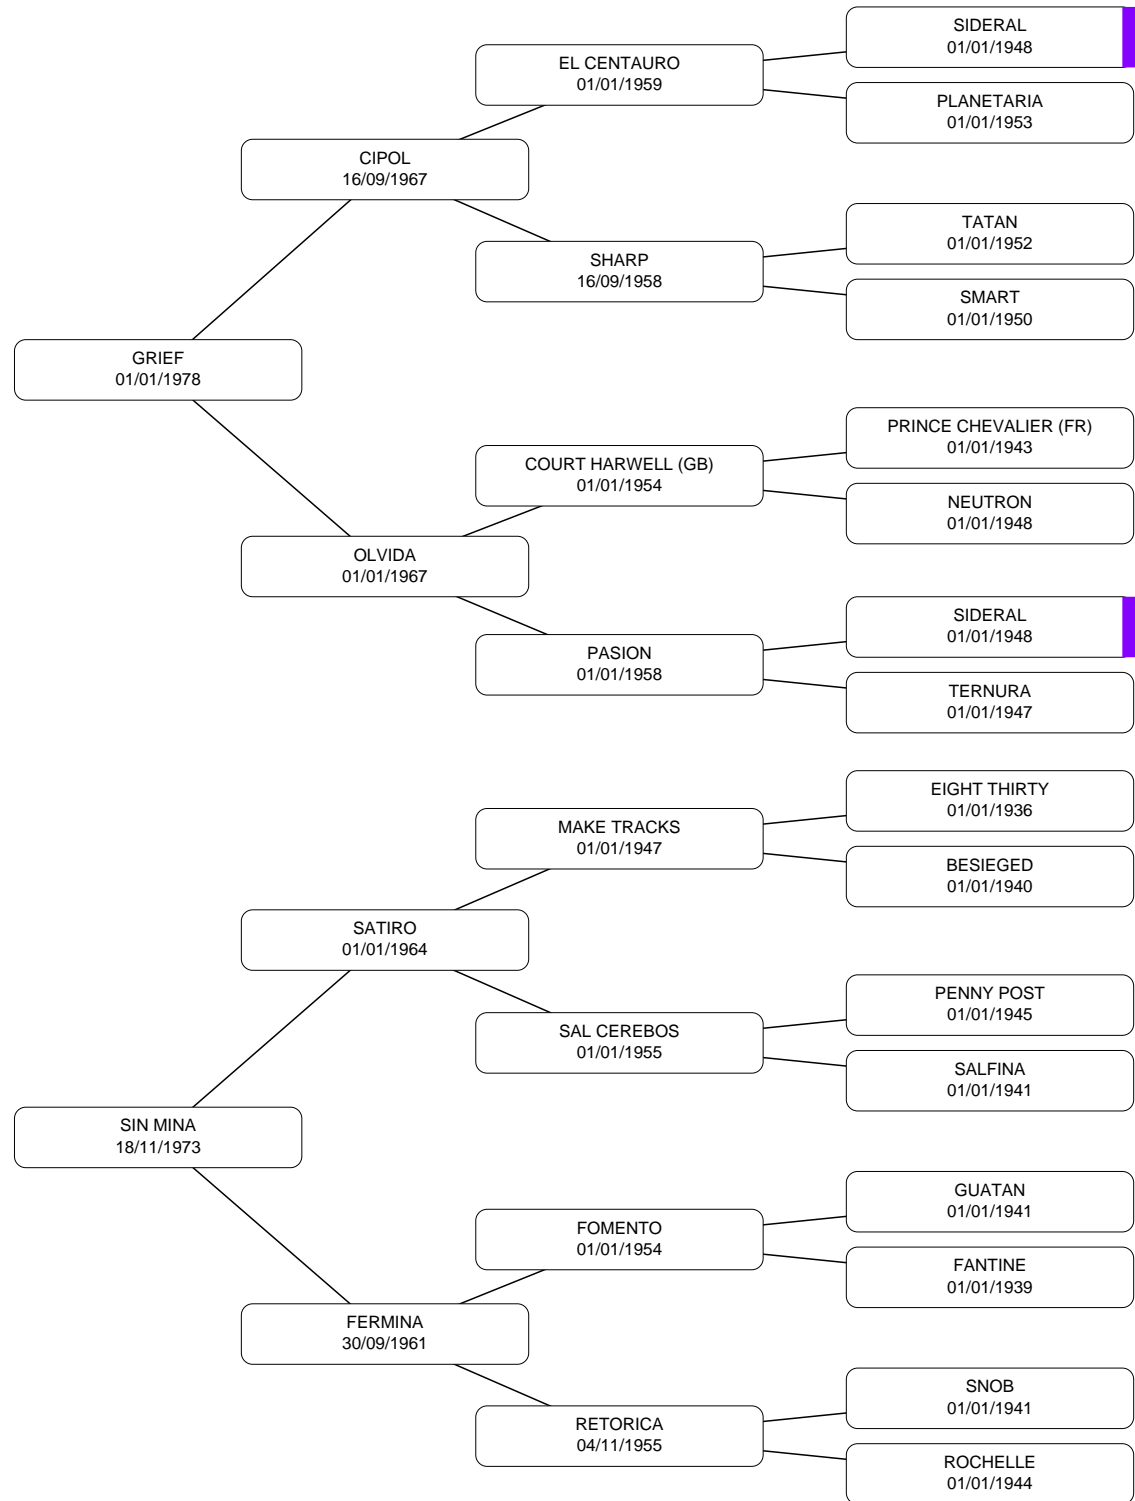 SIDERAL
01/01/1948
EL CENTAURO
01/01/1959
PLANETARIA
01/01/1953
CIPOL
16/09/1967
TATAN
01/01/1952
SHARP
16/09/1958
SMART
01/01/1950
GRIEF
01/01/1978
PRINCE CHEVALIER (FR)
01/01/1943
COURT HARWELL (GB)
01/01/1954
NEUTRON
01/01/1948
OLVIDA
01/01/1967
SIDERAL
01/01/1948
PASION
01/01/1958
TERNURA
01/01/1947
EIGHT THIRTY
01/01/1936
MAKE TRACKS
01/01/1947
BESIEGED
01/01/1940
SATIRO
01/01/1964
PENNY POST
01/01/1945
SAL CEREBOS
01/01/1955
SALFINA
01/01/1941
SIN MINA
18/11/1973
GUATAN
01/01/1941
FOMENTO
01/01/1954
FANTINE
01/01/1939
FERMINA
30/09/1961
SNOB
01/01/1941
RETORICA
04/11/1955
ROCHELLE
01/01/1944